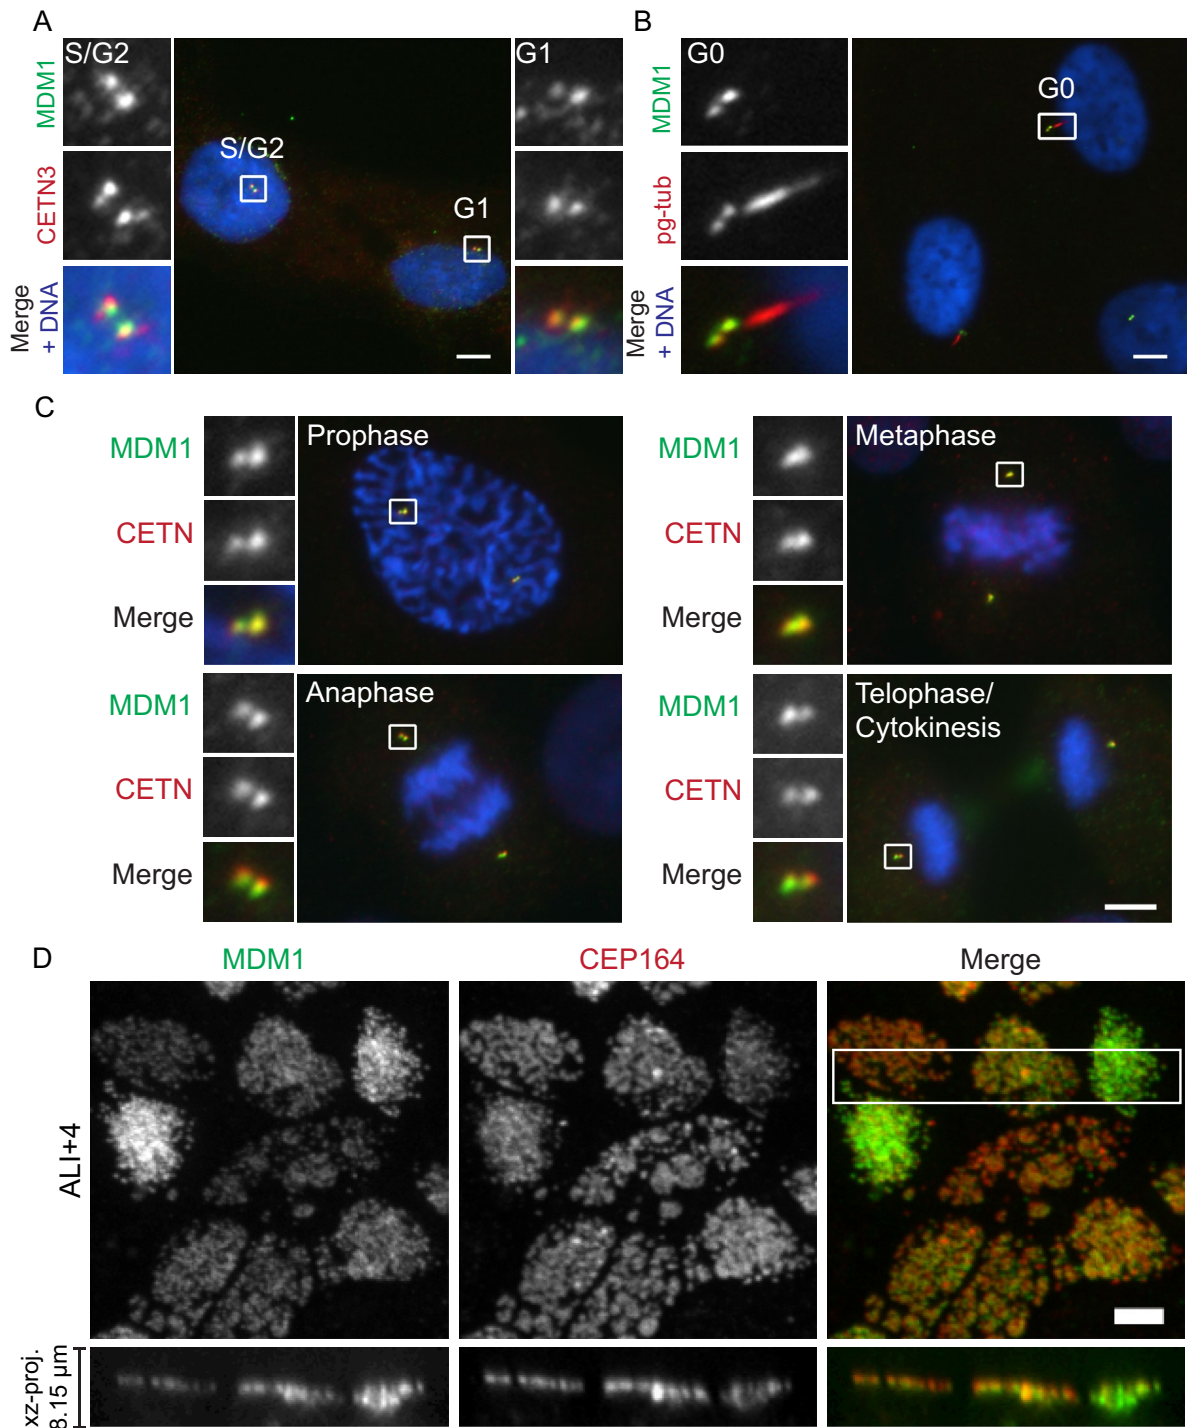 A
B
S/G2
G1
G0
MDM1
CETN3
Merge
+ DNA
S/G2
G1
MDM1
pg-tub
Merge
+ DNA
G0
C
MDM1
CETN
Merge
Prophase
MDM1
CETN
Merge
Metaphase
MDM1
CETN
Merge
Anaphase
MDM1
CETN
Merge
Telophase/
Cytokinesis
D
MDM1
CEP164
Merge
ALI+4
xz-proj.
8.15 µm